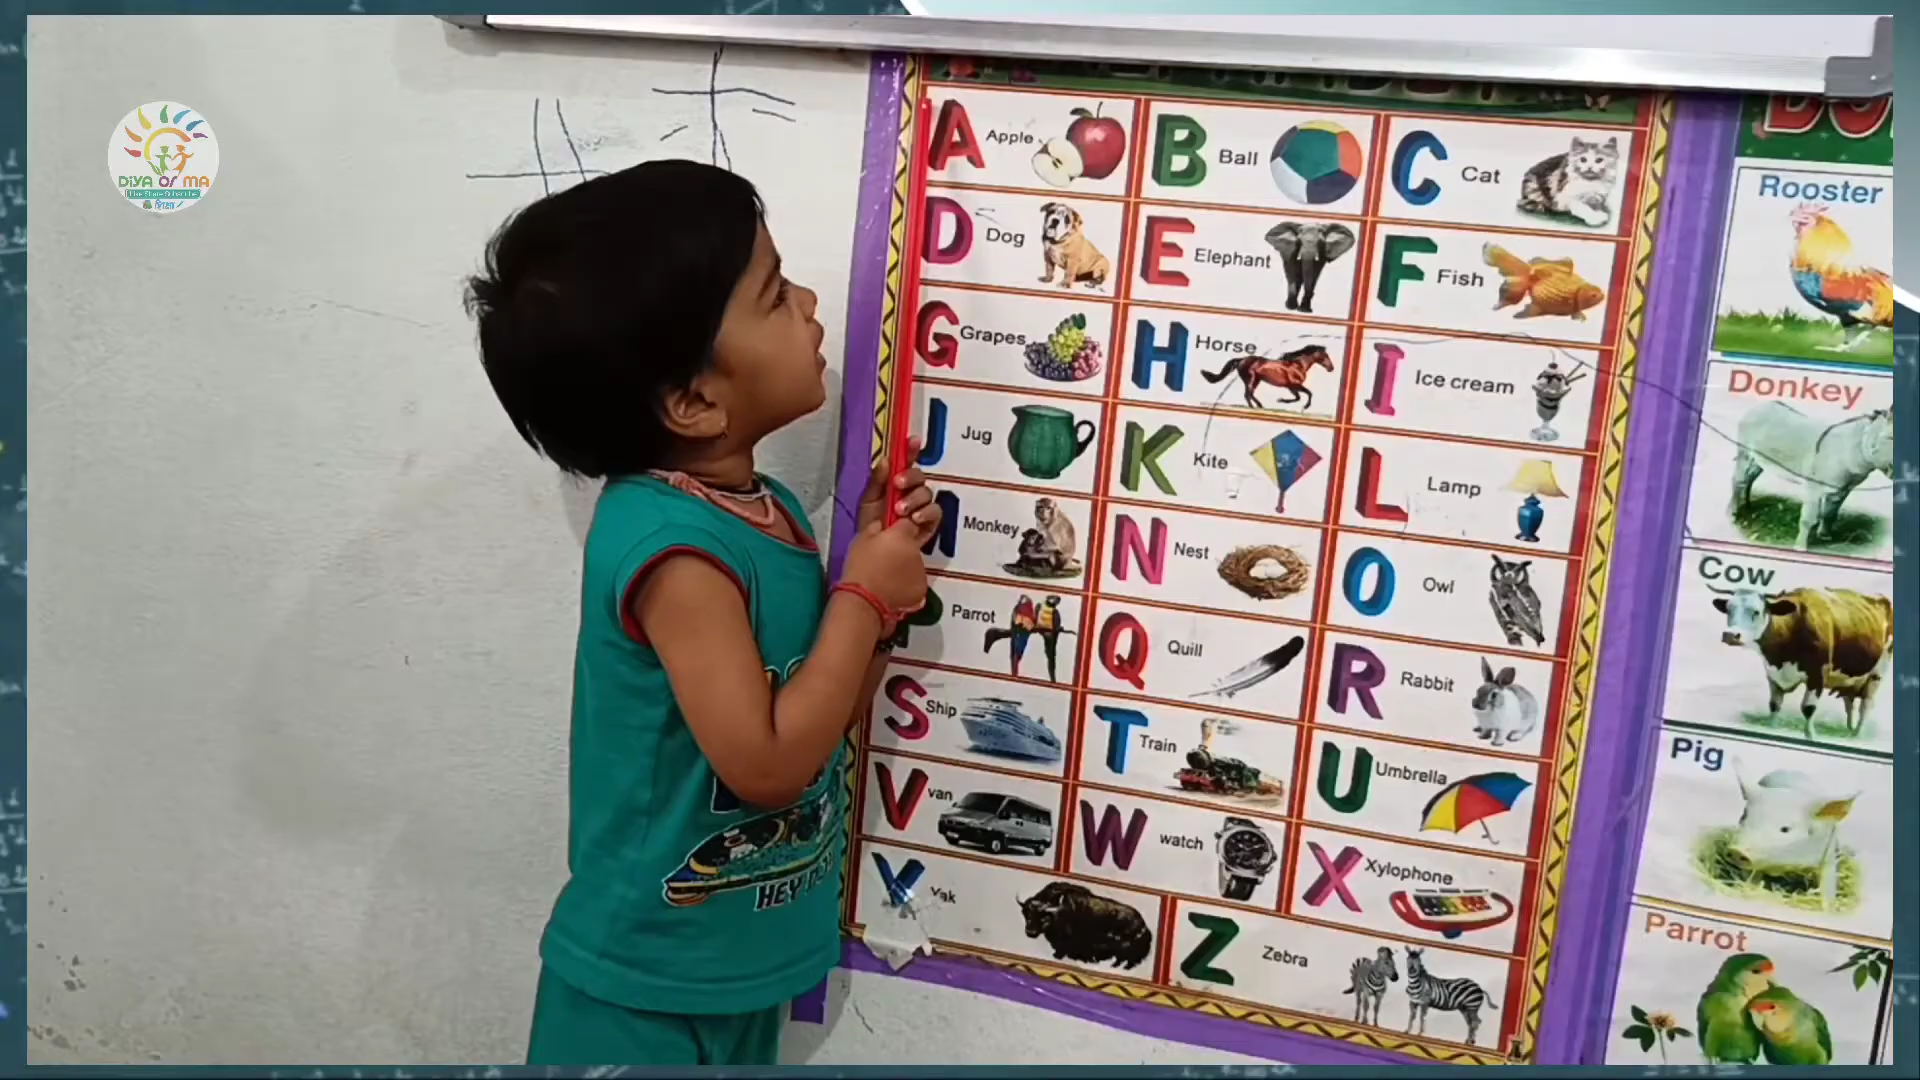 DiYA Or MA
A Apple
B Ball
C Cat
D Dog
E Elephant
F Fish
G Grapes
H Horse
I Ice cream
J Jug
K Kite
L Lamp
M Monkey
N Nest
O Owl
Parrot
Q Quill
R Rabbit
S Ship
T Train
U Umbrella
V van
W watch
X Xylophone
Y Yak
Z Zebra
Rooster
Donkey
Cow
Pig
Parrot
HEY